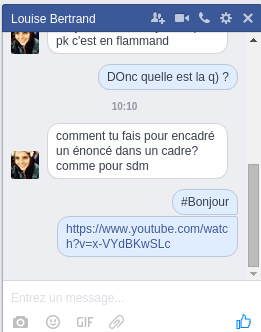 Louise Bertrand
pk c'est en flammand
DOnc quelle est la q) ?
10:10
comment tu fais pour encadré
un énoncé dans un cadre?
comme pour sdm
#Bonjour
https://www.youtube.com/watc
h?v=x-VYdBKwSLc
Entrez un message...
GIF